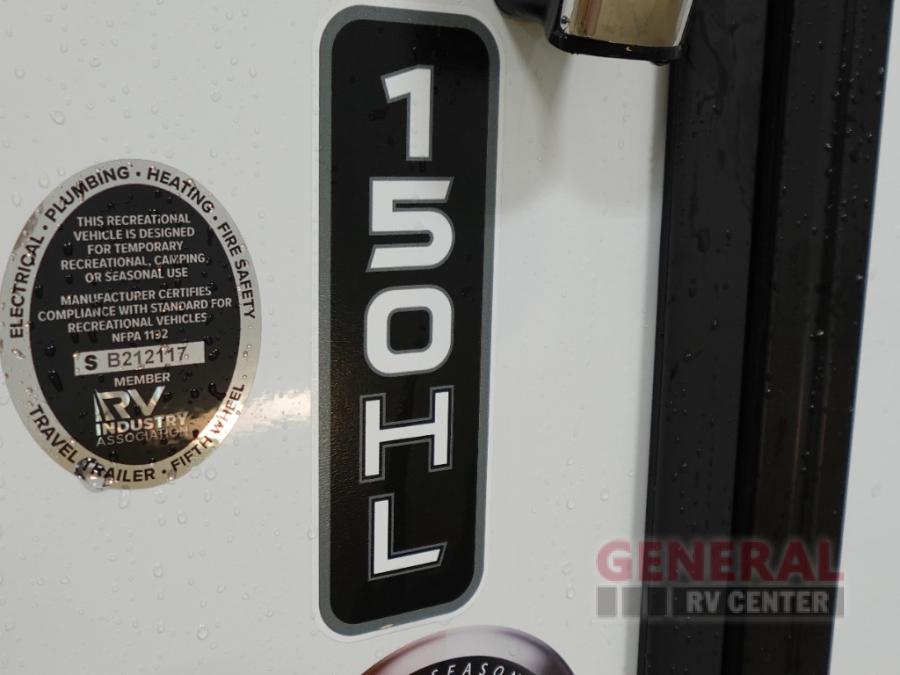 ELECTRICAL · PLUMBING · HEATING · FIRE SAFETY
THIS RECREATIONAL
VEHICLE IS DESIGNED
FOR TEMPORARY
RECREATIONAL, CAMPING,
OR SEASONAL USE
MANUFACTURER CERTIFIES
COMPLIANCE WITH STANDARD FOR
RECREATIONAL VEHICLES
NFPA 1192
S B212117
MEMBER
RV
INDUSTRY
ASSOCIATION
TRAVEL TRAILER · FIFTH WHEEL
150HL
GENERAL
RV CENTER